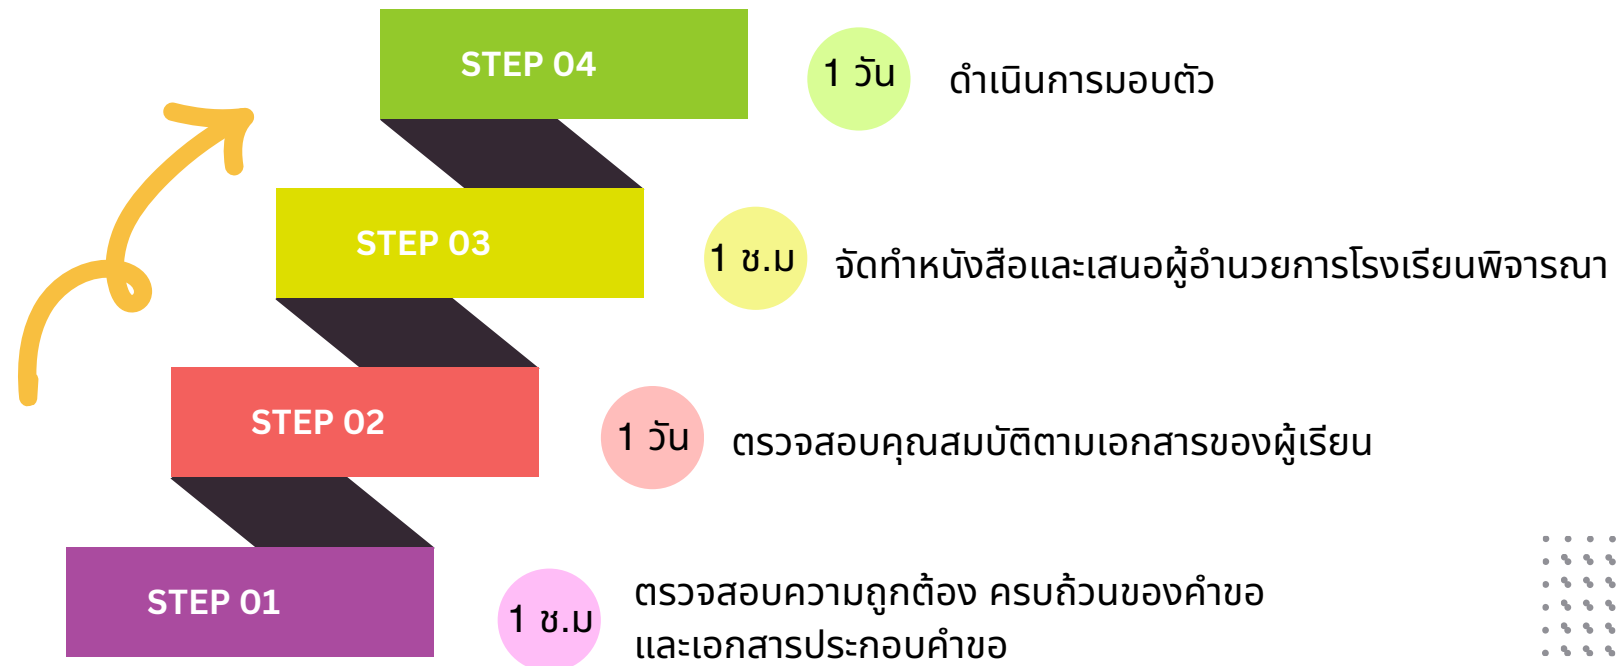 STEP 04
1 วัน
ดำเนินการมอบตัว
STEP 03
1 ช.ม
จัดทำหนังสือและเสนอผู้อำนวยการโรงเรียนพิจารณา
STEP 02
1 วัน
ตรวจสอบคุณสมบัติตามเอกสารของผู้เรียน
STEP 01
1 ช.ม
ตรวจสอบความถูกต้อง ครบถ้วนของคำขอ
และเอกสารประกอบคำขอ